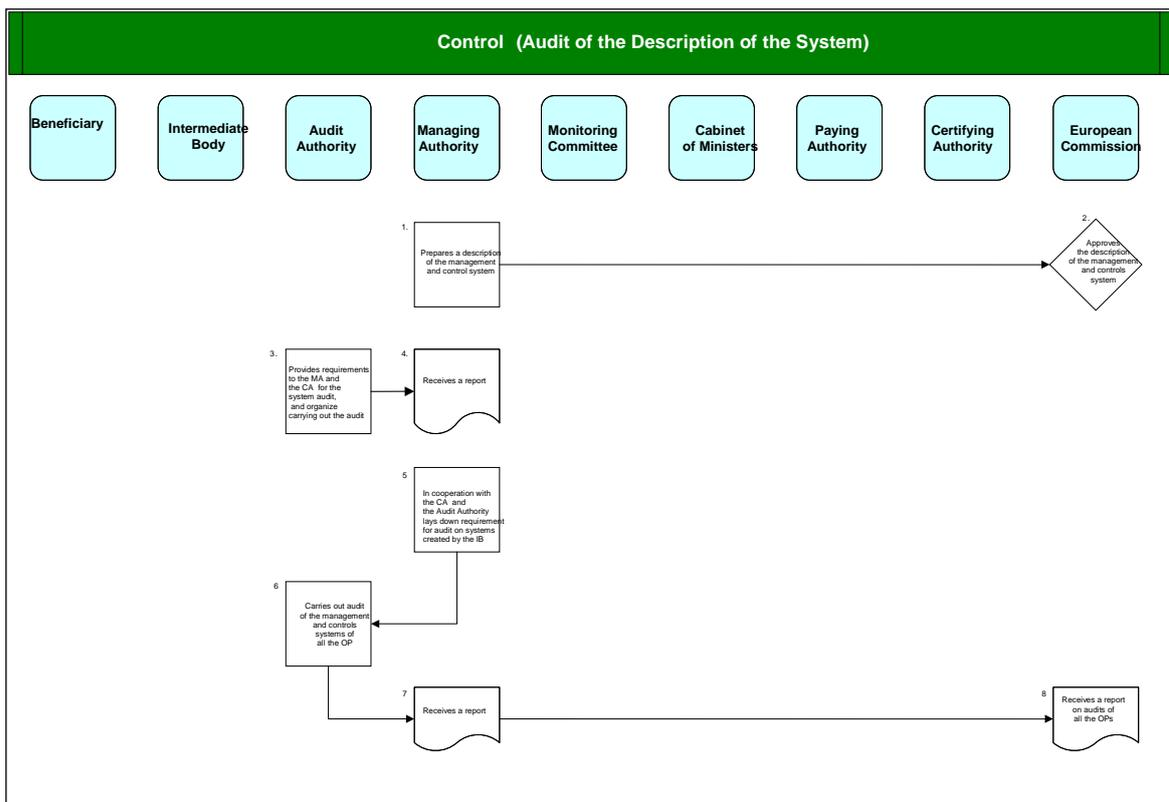 Control (Audit of the Description of the System)
Beneficiary
Intermediate
Body
Audit
Authority
Managing
Authority
Monitoring
Committee
Cabinet
of Ministers
Paying
Authority
Certifying
Authority
European
Commission
1.
Prepares a description
of the management
and control system
2.
Approves
the description
of the management
and controls
system
3.
Provides requirements
to the MA and
the CA for the
system audit,
and organize
carrying out the audit
4.
Receives a report
5
In cooperation with
the CA and
the Audit Authority
lays down requirement
for audit on systems
created by the IB
6
Carries out audit
of the management
and controls
systems of
all the OP
7
Receives a report
8
Receives a report
on audits of
all the OPs